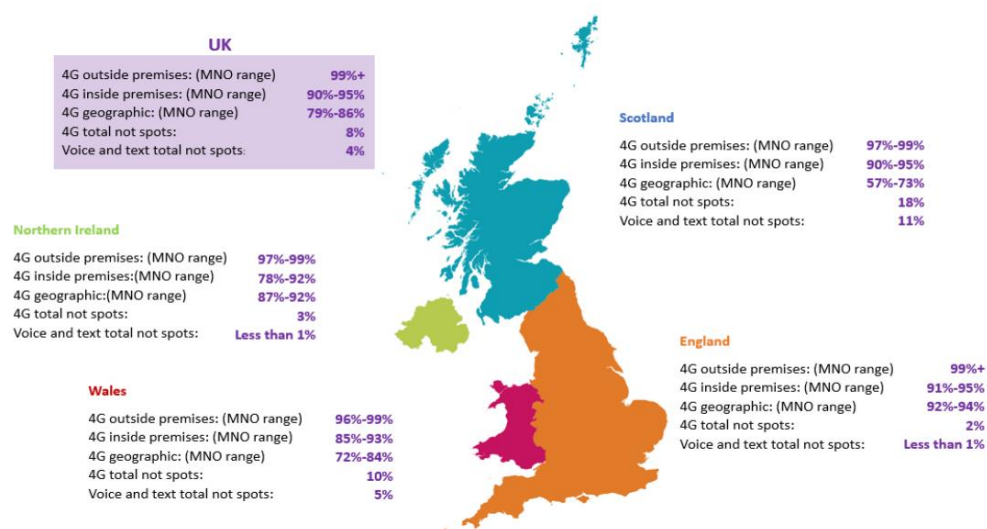 UK
4G outside premises: (MNO range) 99%+
4G inside premises: (MNO range) 90%-95%
4G geographic: (MNO range) 79%-86%
4G total not spots: 8%
Voice and text total not spots: 4%
Scotland
4G outside premises: (MNO range) 97%-99%
4G inside premises: (MNO range) 90%-95%
4G geographic: (MNO range) 57%-73%
4G total not spots: 18%
Voice and text total not spots: 11%
Northern Ireland
4G outside premises: (MNO range) 97%-99%
4G inside premises:(MNO range) 78%-92%
4G geographic:(MNO range) 87%-92%
4G total not spots: 3%
Voice and text total not spots: Less than 1%
England
4G outside premises: (MNO range) 99%+
4G inside premises: (MNO range) 91%-95%
4G geographic: (MNO range) 92%-94%
4G total not spots: 2%
Voice and text total not spots: Less than 1%
Wales
4G outside premises: (MNO range) 96%-99%
4G inside premises: (MNO range) 85%-93%
4G geographic: (MNO range) 72%-84%
4G total not spots: 10%
Voice and text total not spots: 5%